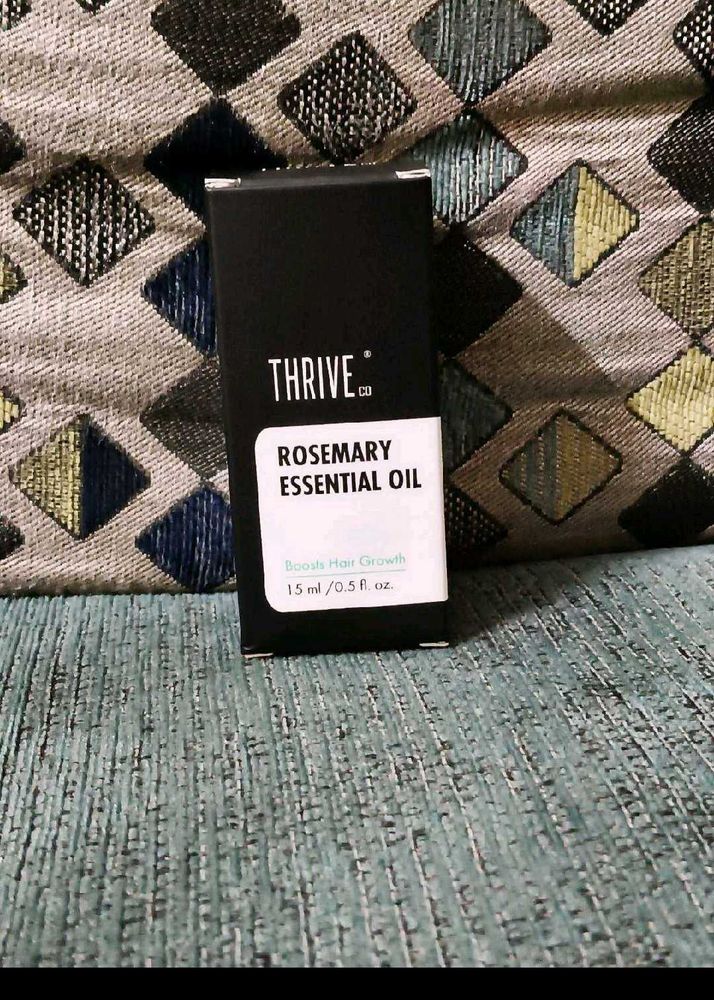 THRIVE®
CO
ROSEMARY
ESSENTIAL OIL
Boosts Hair Growth
15 ml /0.5 fl. oz.